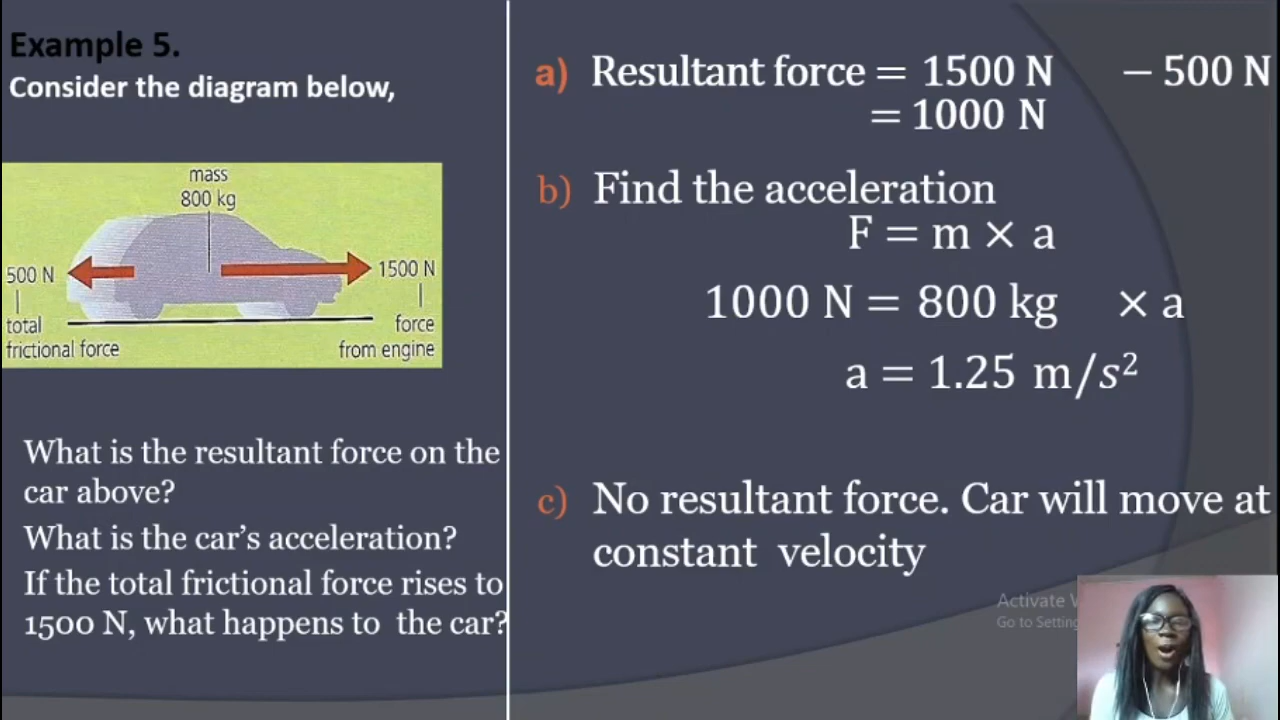 Example 5.
Consider the diagram below,
mass
800 kg
500 N
1500 N
total
frictional force
force
from engine
What is the resultant force on the
car above?
What is the car's acceleration?
If the total frictional force rises to
1500 N, what happens to the car?
a) Resultant force = 1500 N − 500 N
= 1000 N
b) Find the acceleration
F = m × a
1000 N = 800 kg × a
a = 1.25 m/s²
c) No resultant force. Car will move at
constant velocity
Activate
Go to Setting